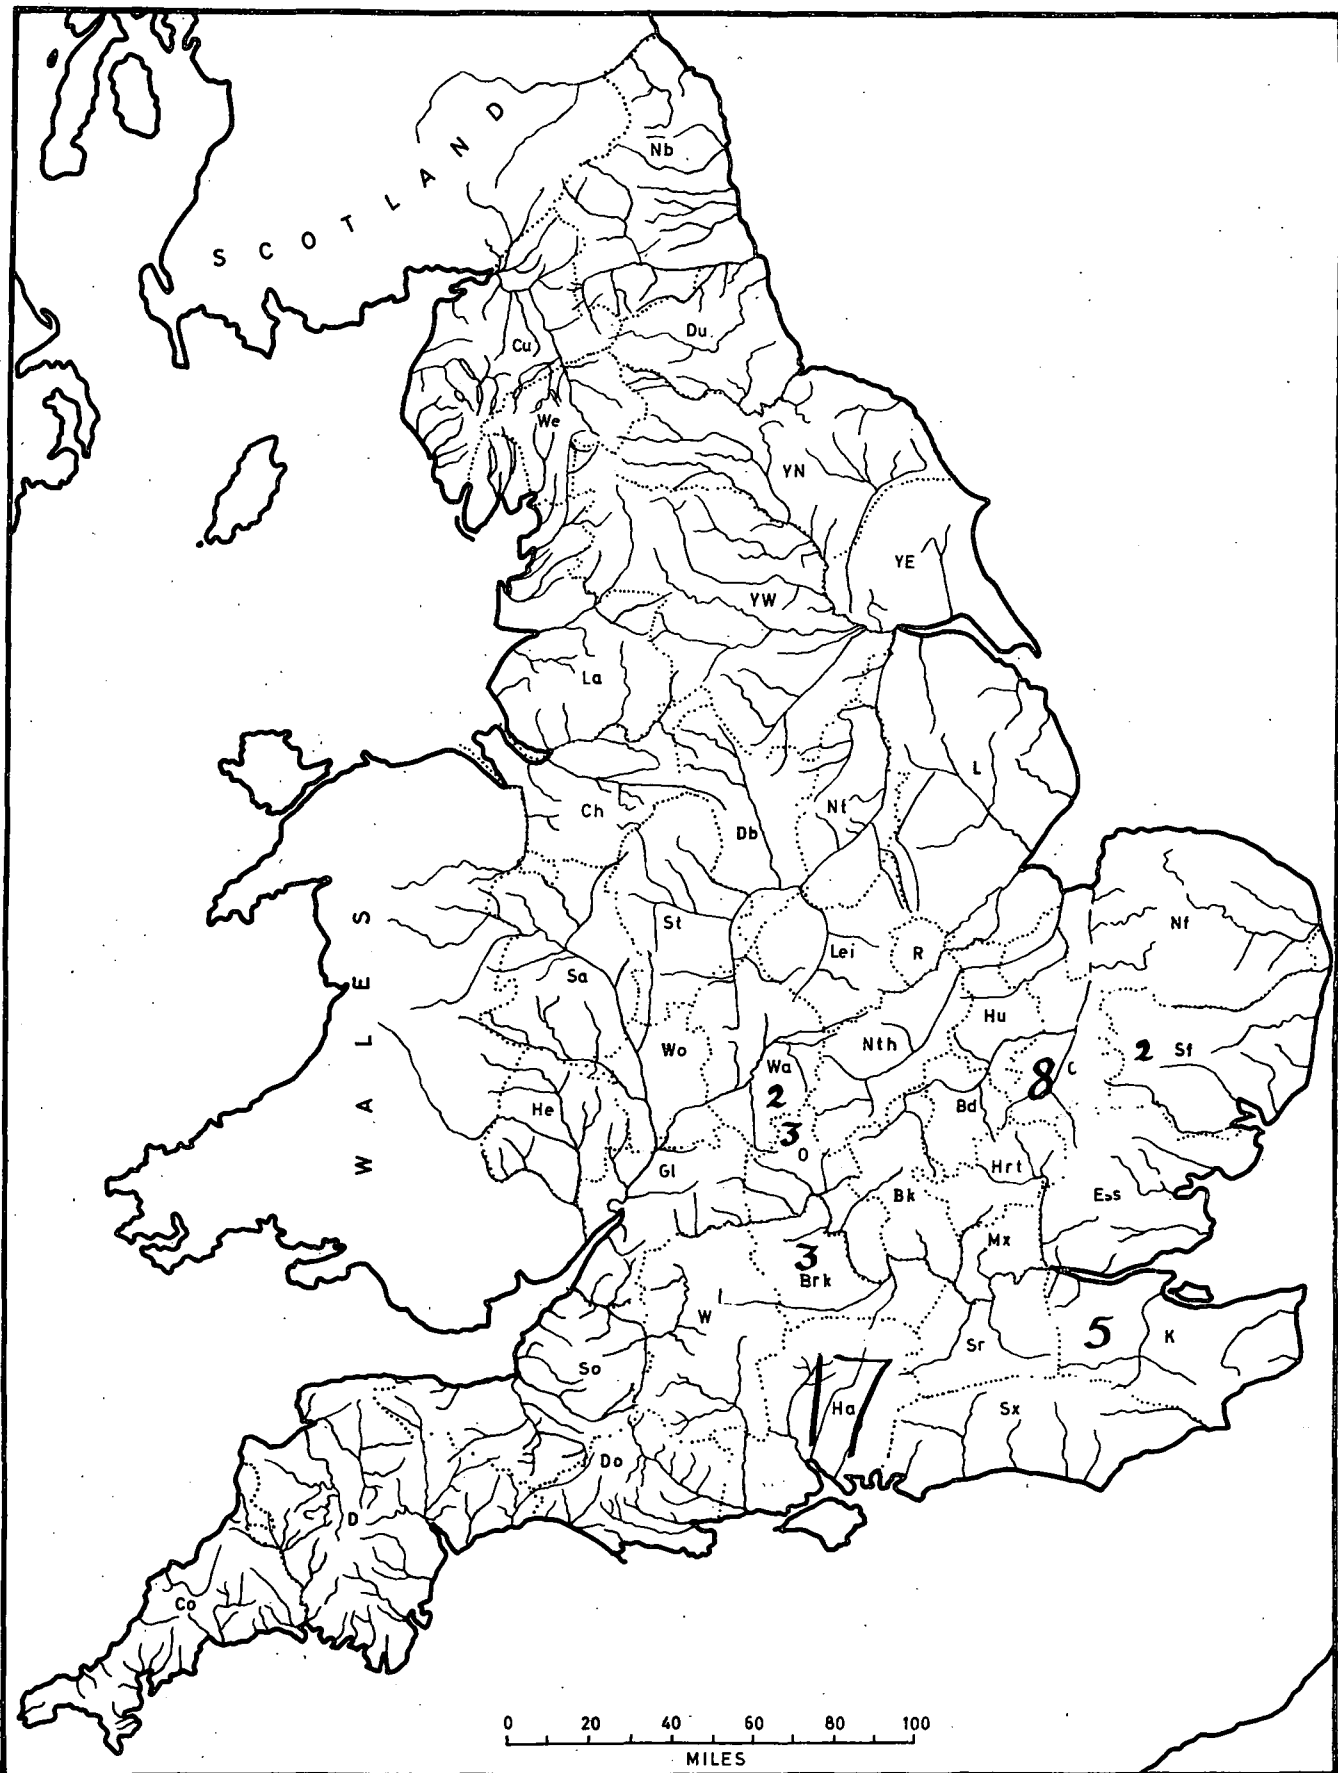 SCOTLAND
Nb
Du
Cu
We
YN
YE
YW
La
L
Ch
Nt
Db
WALES
St
Nf
Lei
R
Sa
Hu
Wo
Nth
Wa
2
8
C
2
Sf
He
Bd
3
O
Gl
Hrt
Bk
Ess
Mx
3
Brk
W
5
K
Sr
So
17
Ha
Sx
Do
D
Co
0 20 40 60 80 100
MILES